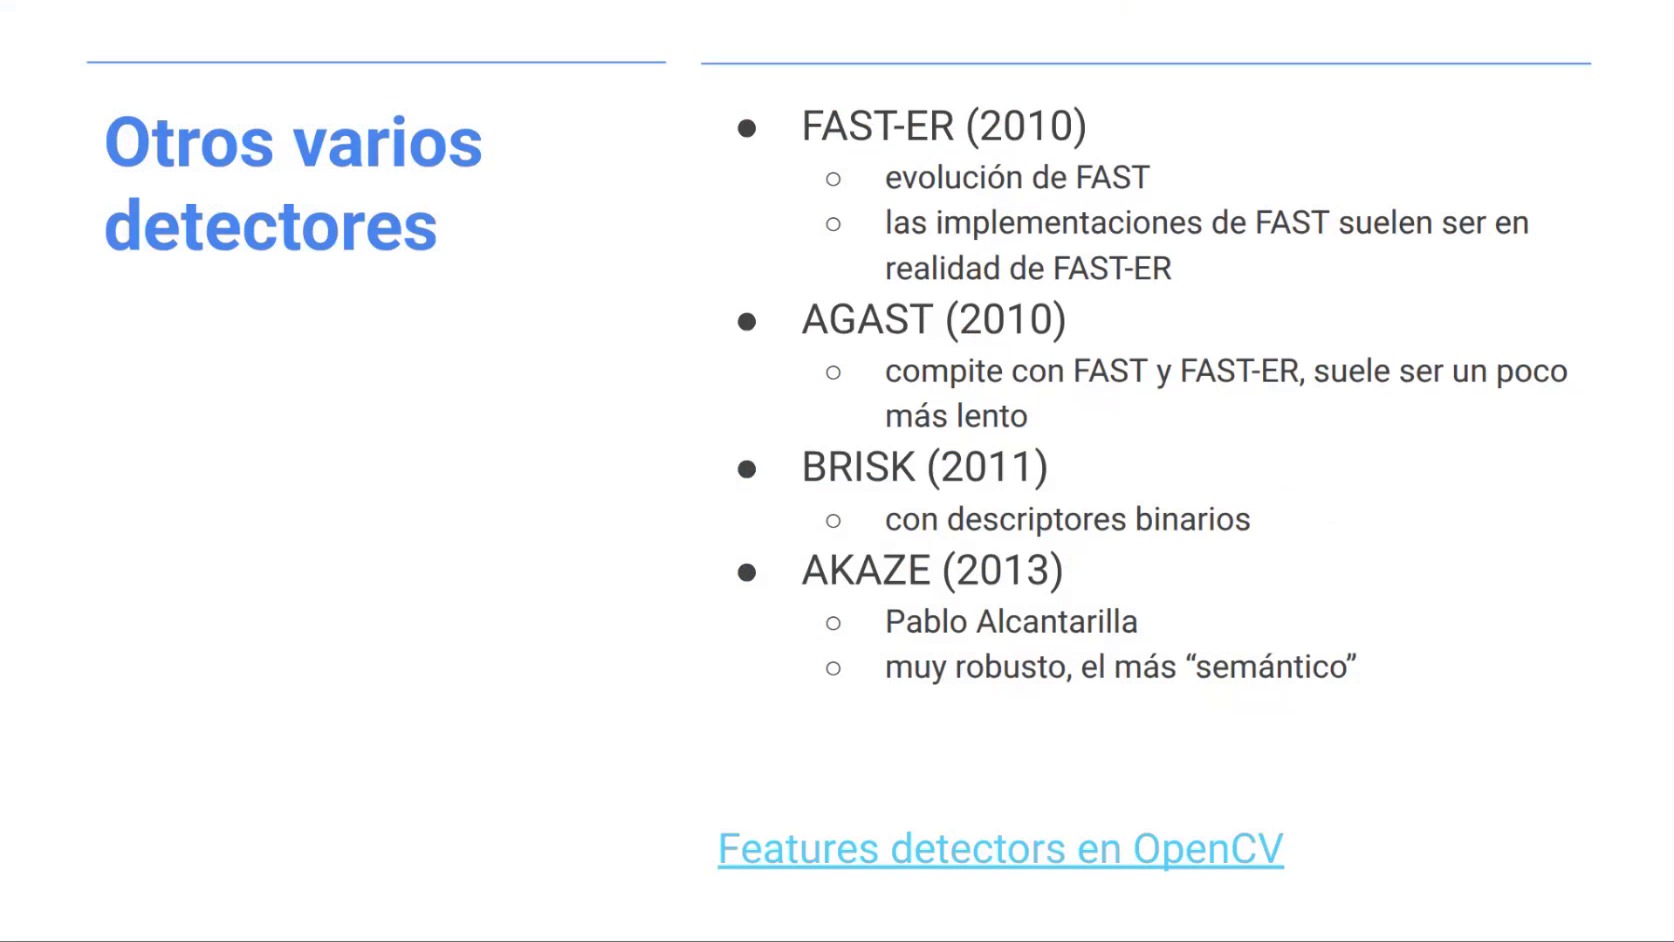 Otros varios
detectores
● FAST-ER (2010)
○ evolución de FAST
○ las implementaciones de FAST suelen ser en
realidad de FAST-ER
● AGAST (2010)
○ compite con FAST y FAST-ER, suele ser un poco
más lento
● BRISK (2011)
○ con descriptores binarios
● AKAZE (2013)
○ Pablo Alcantarilla
○ muy robusto, el más “semántico”
Features detectors en OpenCV